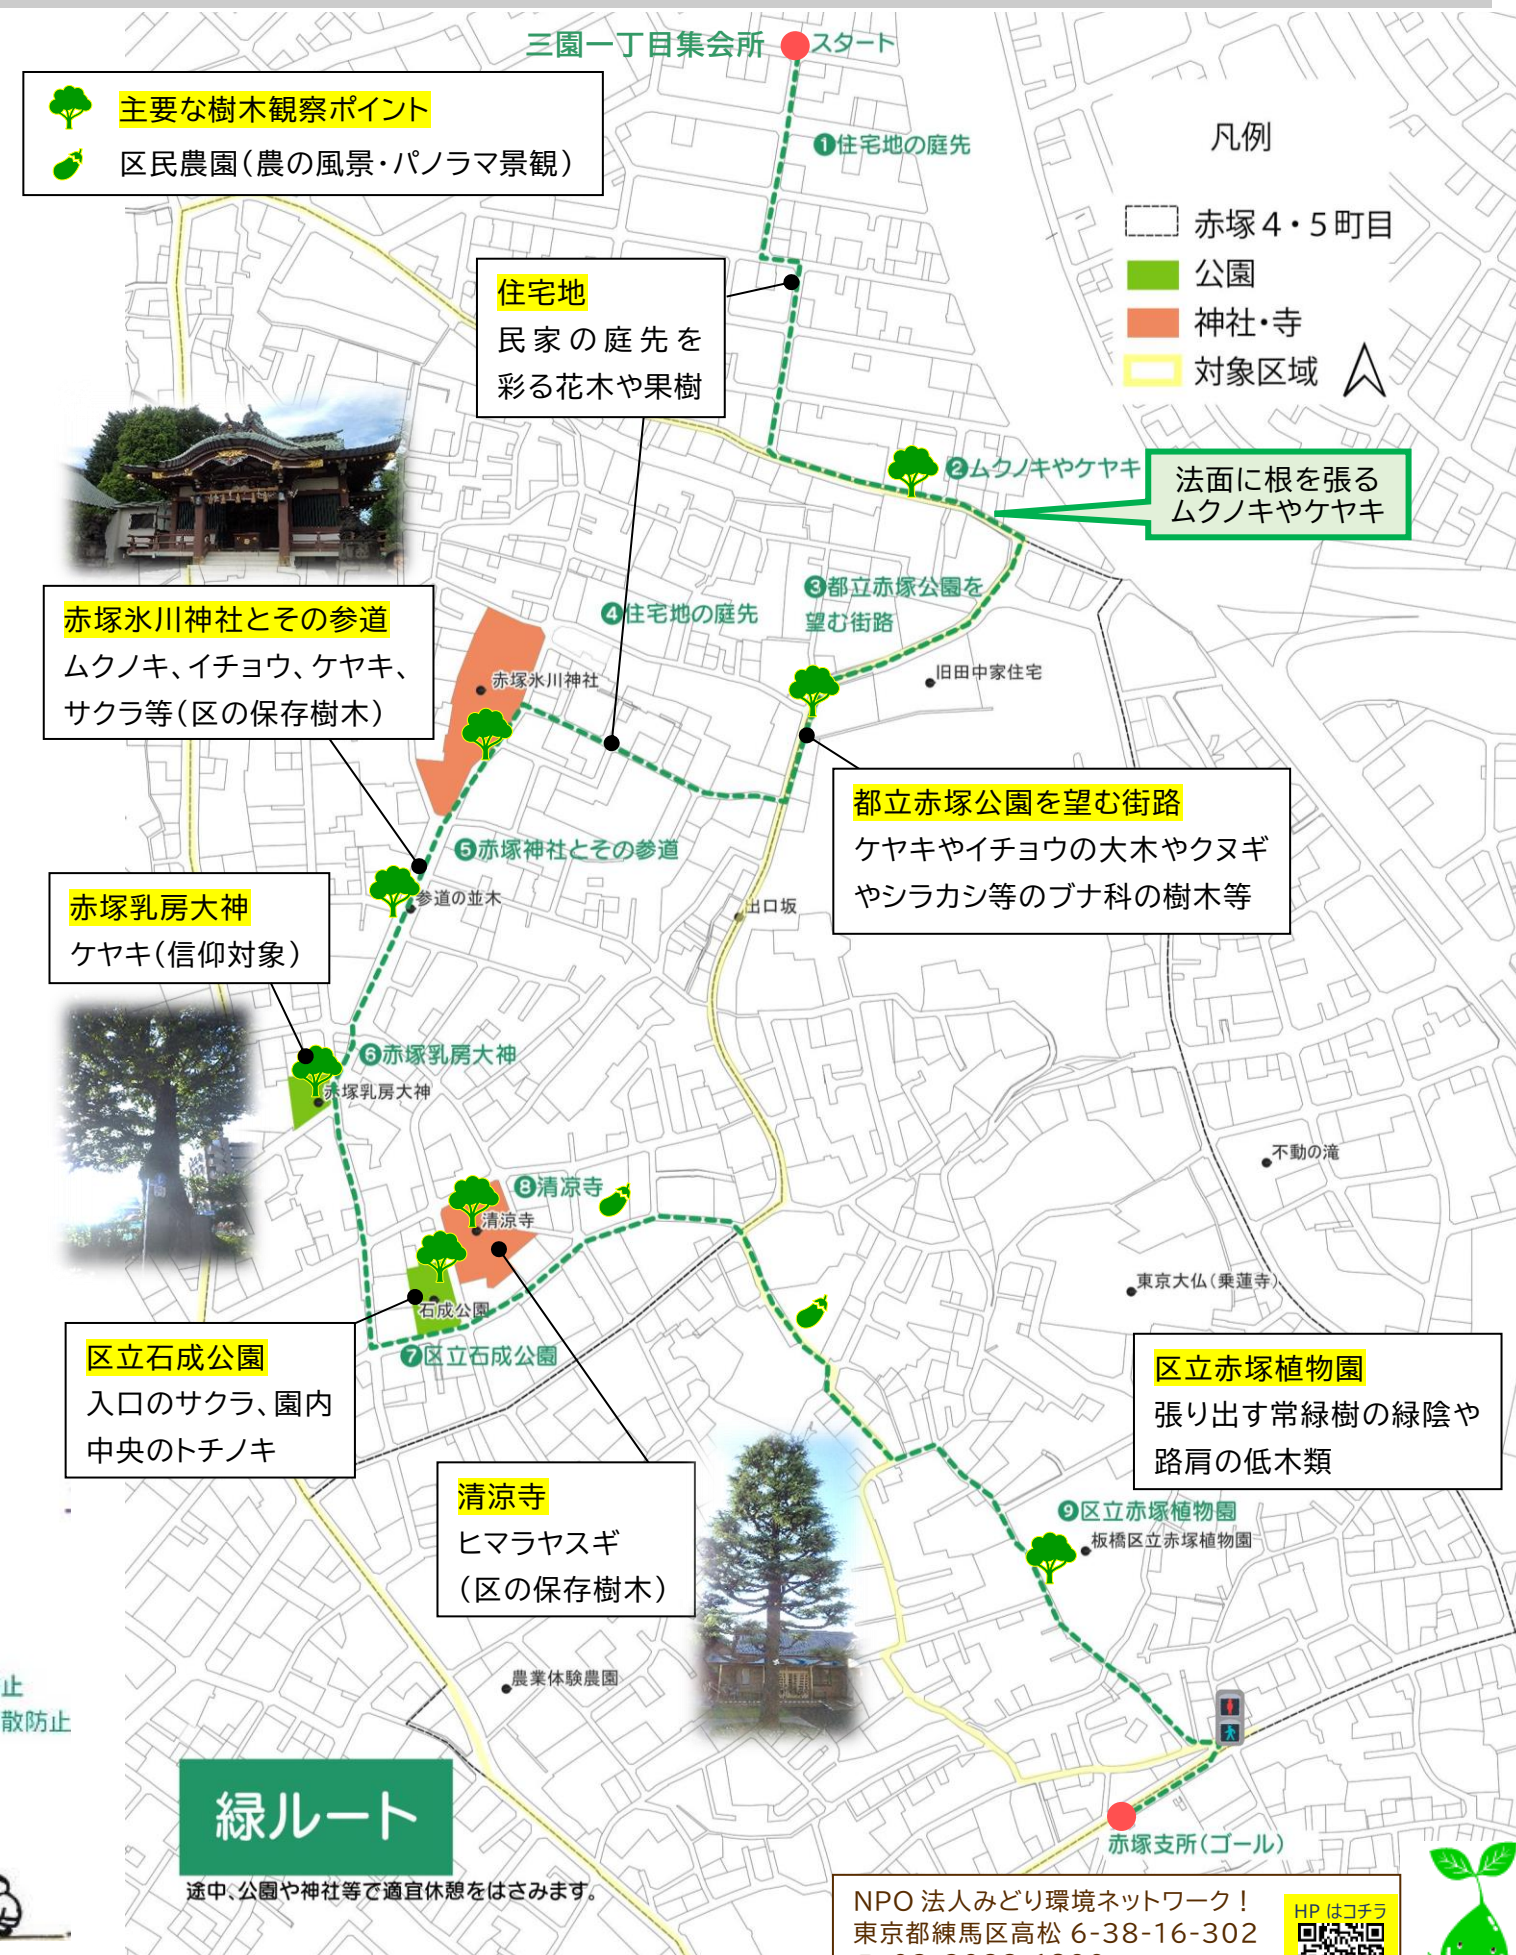 三園一丁目集会所
スタート
主要な樹木観察ポイント
区民農園(農の風景・パノラマ景観)
凡例
赤塚4・5町目
公園
神社・寺
対象区域
❶住宅地の庭先
住宅地
民家の庭先を
彩る花木や果樹
❷ムクノキやケヤキ
法面に根を張る
ムクノキやケヤキ
❸都立赤塚公園を
望む街路
❹住宅地の庭先
赤塚氷川神社とその参道
ムクノキ、イチョウ、ケヤキ、
サクラ等(区の保存樹木)
赤塚氷川神社
旧田中家住宅
都立赤塚公園を望む街路
ケヤキやイチョウの大木やクヌギ
やシラカシ等のブナ科の樹木等
❺赤塚神社とその参道
参道の並木
出口坂
赤塚乳房大神
ケヤキ(信仰対象)
❻赤塚乳房大神
赤塚乳房大神
不動の滝
❽清凉寺
清凉寺
東京大仏(乗蓮寺)
石成公園
❼区立石成公園
区立石成公園
入口のサクラ、園内
中央のトチノキ
区立赤塚植物園
張り出す常緑樹の緑陰や
路肩の低木類
清涼寺
ヒマラヤスギ
(区の保存樹木)
❾区立赤塚植物園
板橋区立赤塚植物園
農業体験農園
止
散防止
緑ルート
途中、公園や神社等で適宜休憩をはさみます。
赤塚支所(ゴール)
NPO 法人みどり環境ネットワーク!
東京都練馬区高松 6-38-16-302
HP はコチラ